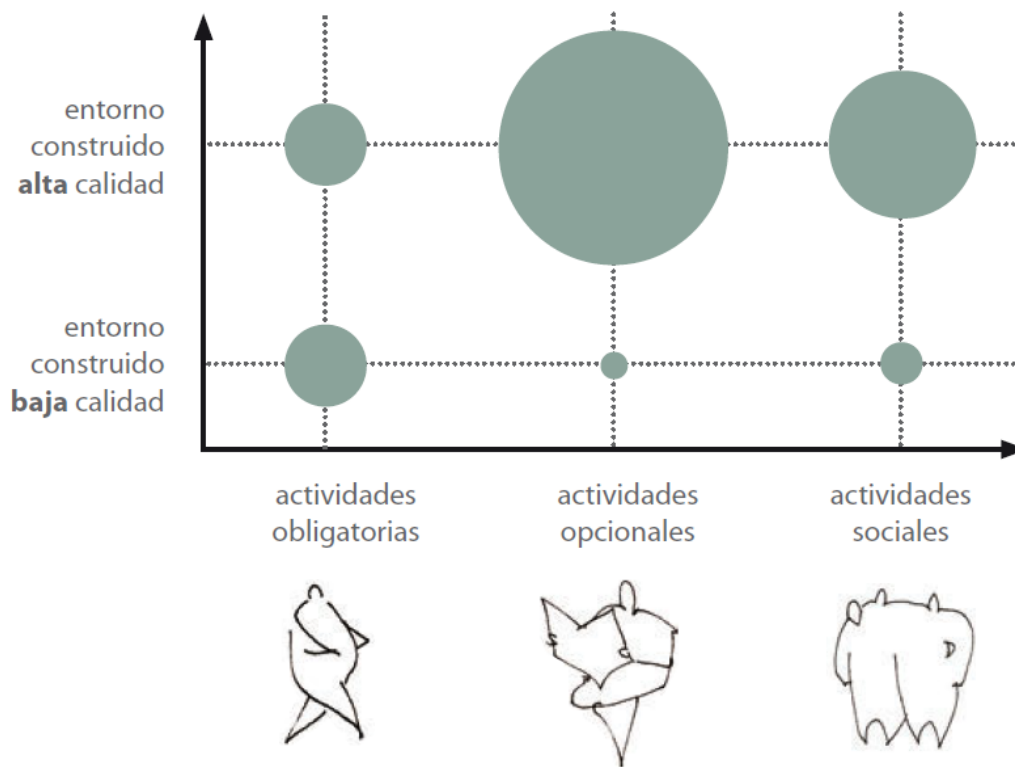 entorno
construido
alta calidad
entorno
construido
baja calidad
actividades
obligatorias
actividades
opcionales
actividades
sociales